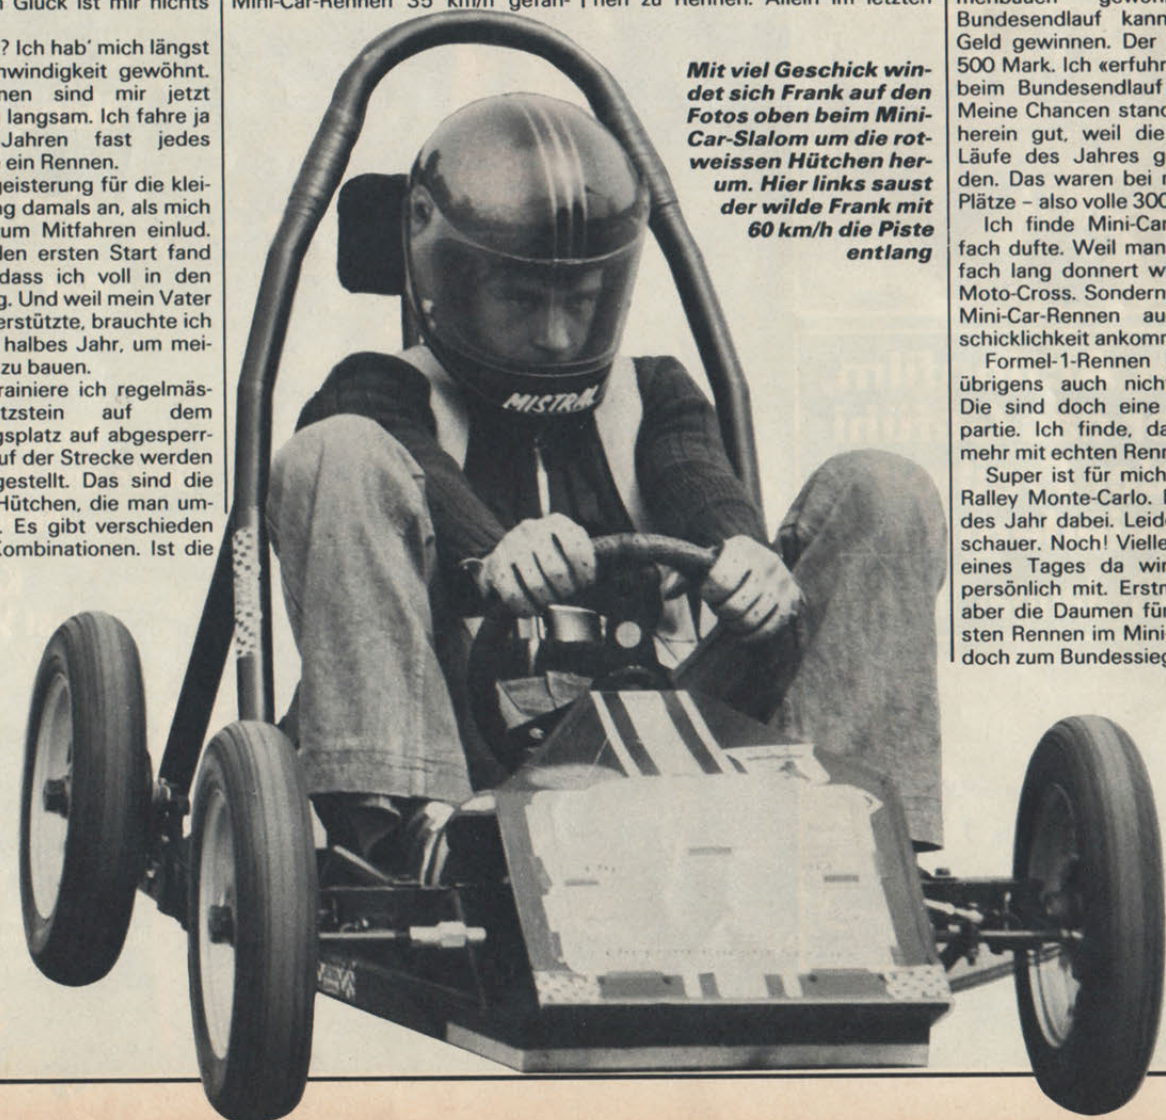 Glück ist mir nichts
? Ich hab' mich längst
hwindigkeit gewöhnt.
nen sind mir jetzt
langsam. Ich fahre ja
Jahren fast jedes
ein Rennen.
geisterung für die klei-
ng damals an, als mich
um Mitfahren einlud.
den ersten Start fand
dass ich voll in den
g. Und weil mein Vater
erstützte, brauchte ich
halbes Jahr, um mei-
zu bauen.
rainiere ich regelmäs-
tzstein auf dem
gsplatz auf abgesperr-
uf der Strecke werden
gestellt. Das sind die
Hütchen, die man um-
. Es gibt verschieden
Kombinationen. Ist die
Mini-Car-Rennen 35 km/h gefah-
nen zu Rennen. Allein im letzten
Mit viel Geschick win-
det sich Frank auf den
Fotos oben beim Mini-
Car-Slalom um die rot-
weissen Hütchen her-
um. Hier links saust
der wilde Frank mit
60 km/h die Piste
entlang
MISTRAL
Bundesendlauf kann
Geld gewinnen. Der
500 Mark. Ich «erfuhr
beim Bundesendlauf
Meine Chancen stand
herein gut, weil die
Läufe des Jahres g
den. Das waren bei m
Plätze – also volle 300
Ich finde Mini-Car
fach dufte. Weil man
fach lang donnert w
Moto-Cross. Sondern
Mini-Car-Rennen au
schicklichkeit ankomm
Formel-1-Rennen
übrigens auch nich
Die sind doch eine
partie. Ich finde, da
mehr mit echten Renn
Super ist für mich
Ralley Monte-Carlo.
des Jahr dabei. Leid
schauer. Noch! Vielle
eines Tages da wir
persönlich mit. Erstm
aber die Daumen für
sten Rennen im Mini-
doch zum Bundessieg